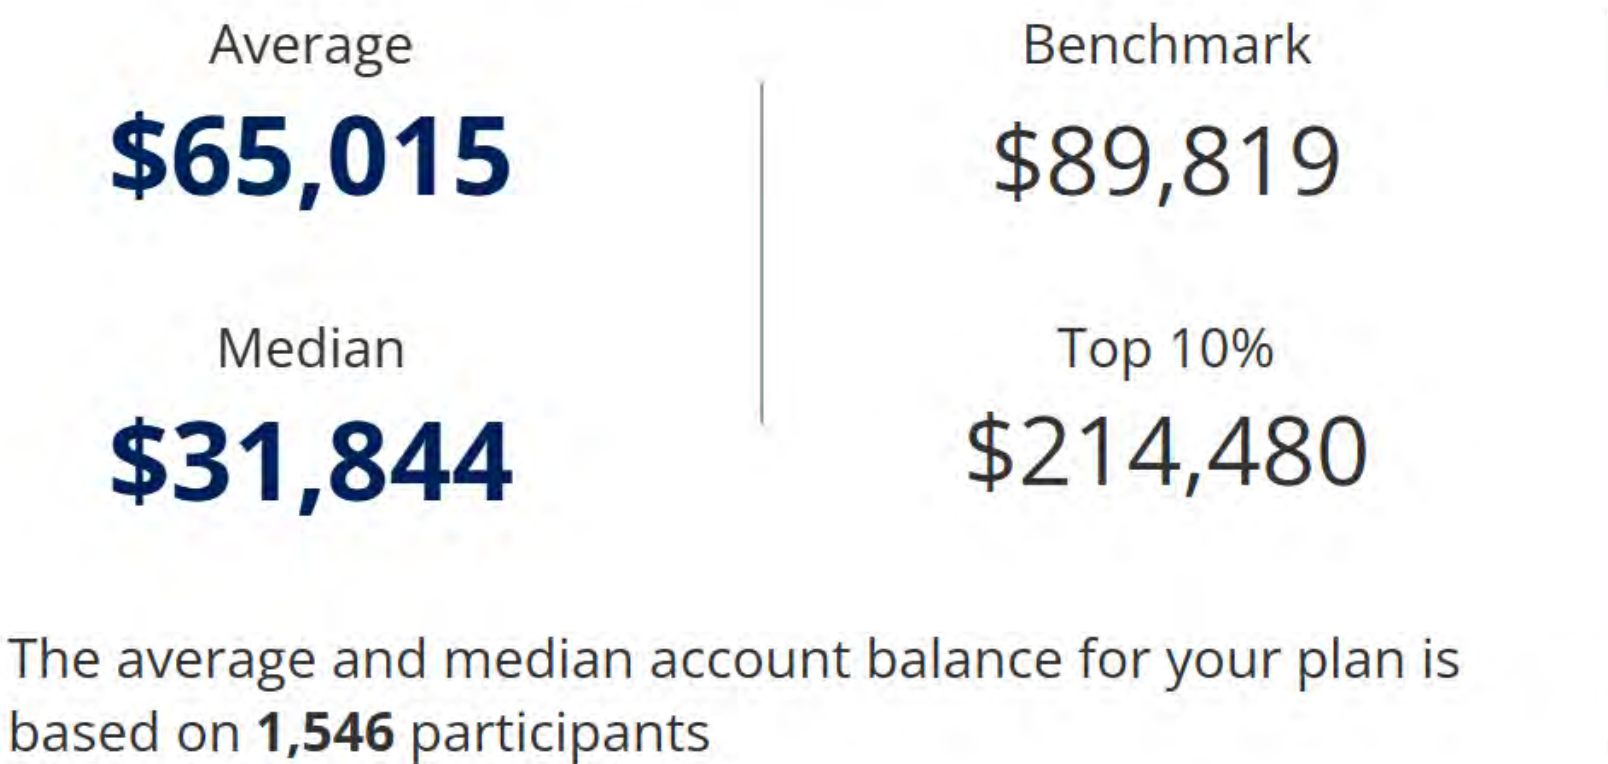 Average
$65,015
Median
$31,844
Benchmark
$89,819
Top 10%
$214,480
The average and median account balance for your plan is
based on 1,546 participants